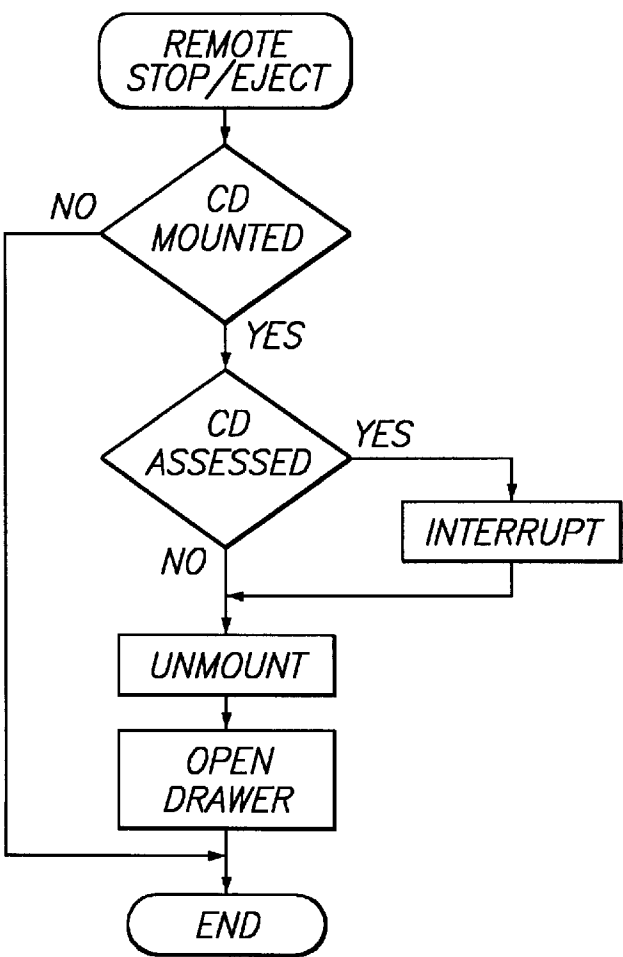 REMOTE
STOP/EJECT
CD
MOUNTED
NO
YES
CD
ASSESSED
YES
INTERRUPT
NO
UNMOUNT
OPEN
DRAWER
END